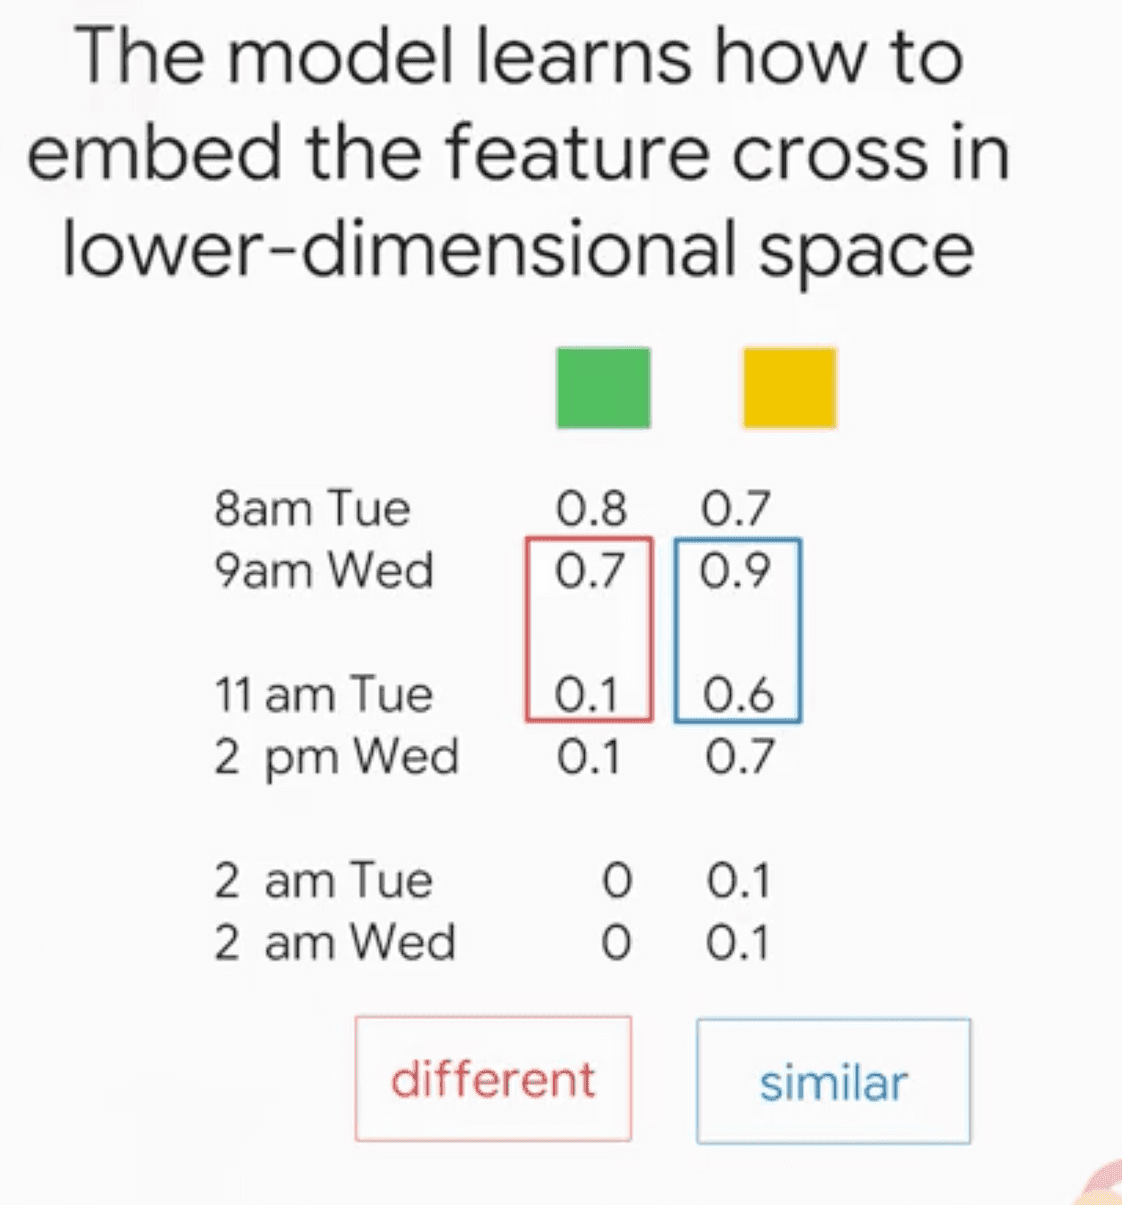 The model learns how to
embed the feature cross in
lower-dimensional space
8am Tue 0.8 0.7
9am Wed 0.7 0.9
11 am Tue 0.1 0.6
2 pm Wed 0.1 0.7
2 am Tue 0 0.1
2 am Wed 0 0.1
different similar